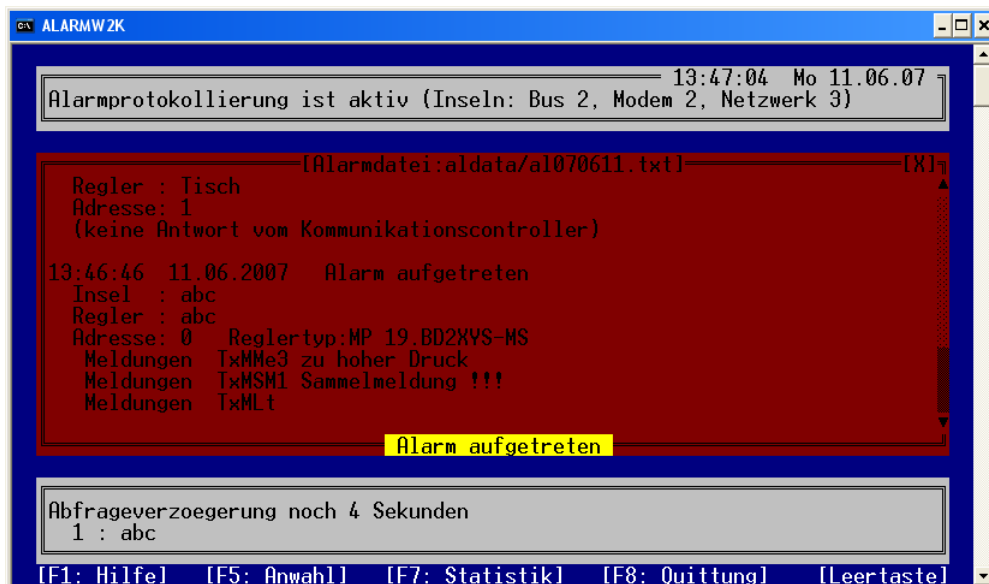 ALARMW2K
13:47:04 Mo 11.06.07
Alarmprotokollierung ist aktiv (Inseln: Bus 2, Modem 2, Netzwerk 3)
[Alarmdatei:aldata/al070611.txt] [X]
Regler : Tisch
Adresse: 1
(keine Antwort vom Kommunikationscontroller)
13:46:46 11.06.2007 Alarm aufgetreten
Insel : abc
Regler : abc
Adresse: 0 Reglertyp:MP 19.BD2XYS-MS
Meldungen TxMMe3 zu hoher Druck
Meldungen TxMSM1 Sammelmeldung !!!
Meldungen TxMLt
Alarm aufgetreten
Abfrageverzoegerung noch 4 Sekunden
1 : abc
[F1: Hilfe] [F5: Anwahl] [F7: Statistik] [F8: Quittung] [Leertaste]